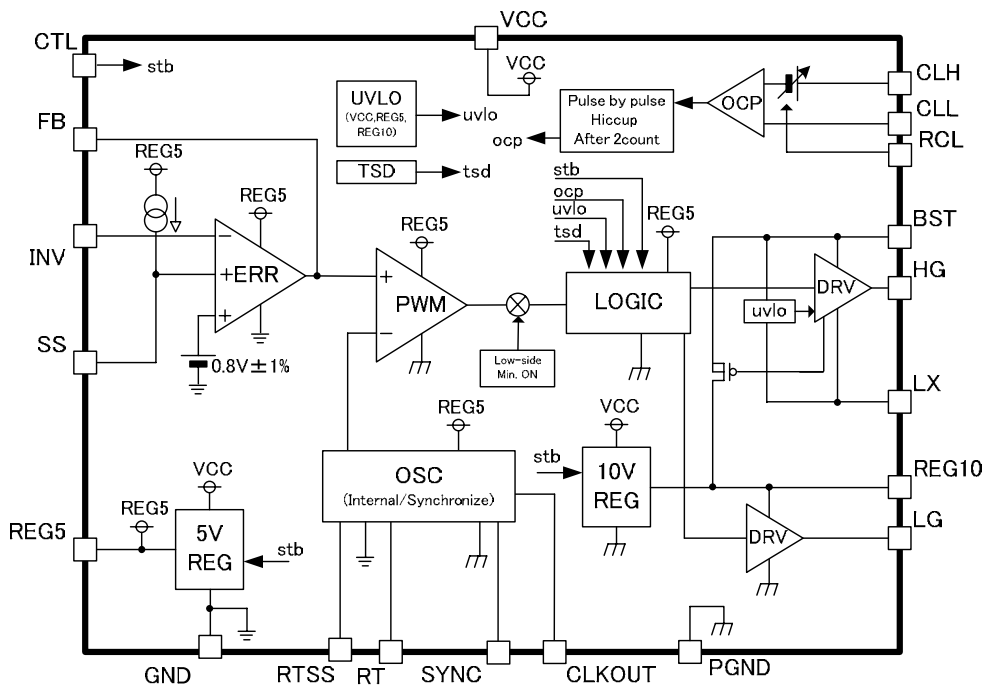 VCC
CTL
stb
VCC
CLH
UVLO
(VCC,REG5,
REG10)
uvlo
Pulse by pulse
Hiccup
After 2count
OCP
CLL
FB
ocp
RCL
REG5
TSD
tsd
stb
REG5
ocp
REG5
uvlo
REG5
tsd
BST
INV
−
+
ERR
+
+
PWM
−
LOGIC
DRV
HG
uvlo
SS
0.8V±1%
Low-side
Min. ON
LX
REG5
VCC
OSC
(Internal/Synchronize)
stb
10V
REG
REG10
VCC
REG5
REG5
5V
REG
stb
DRV
LG
GND
RTSS
RT
SYNC
CLKOUT
PGND